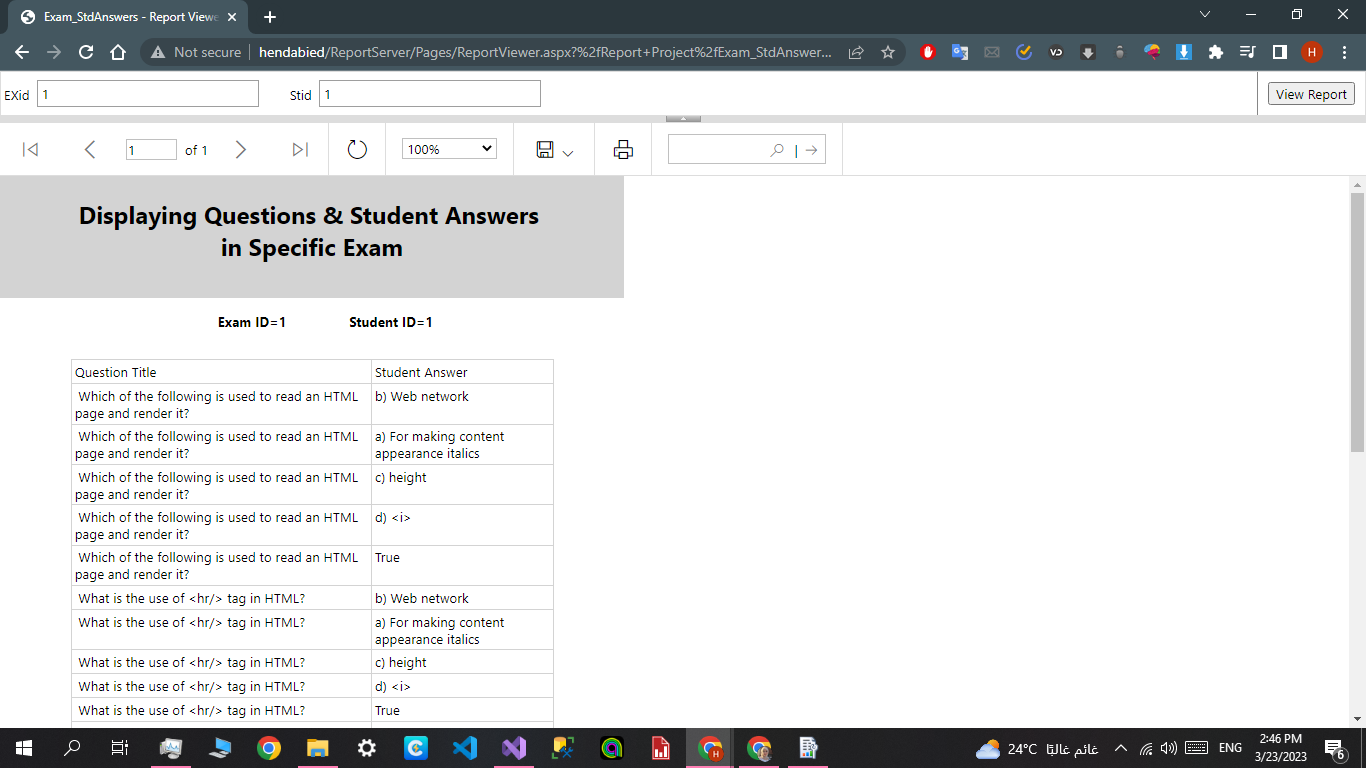 Exam_StdAnswers - Report Viewe
Not secure | hendabied/ReportServer/Pages/ReportViewer.aspx?%2fReport+Project%2fExam_StdAnswer...
H
EXid 1 Stid 1 View Report
1 of 1 100%
Displaying Questions & Student Answers
in Specific Exam
Exam ID=1 Student ID=1
Question Title Student Answer
Which of the following is used to read an HTML page and render it? b) Web network
Which of the following is used to read an HTML page and render it? a) For making content appearance italics
Which of the following is used to read an HTML page and render it? c) height
Which of the following is used to read an HTML page and render it? d) <i>
Which of the following is used to read an HTML page and render it? True
What is the use of <hr/> tag in HTML? b) Web network
What is the use of <hr/> tag in HTML? a) For making content appearance italics
What is the use of <hr/> tag in HTML? c) height
What is the use of <hr/> tag in HTML? d) <i>
What is the use of <hr/> tag in HTML? True
24°C غائم غالبًا ENG 2:46 PM
3/23/2023 6